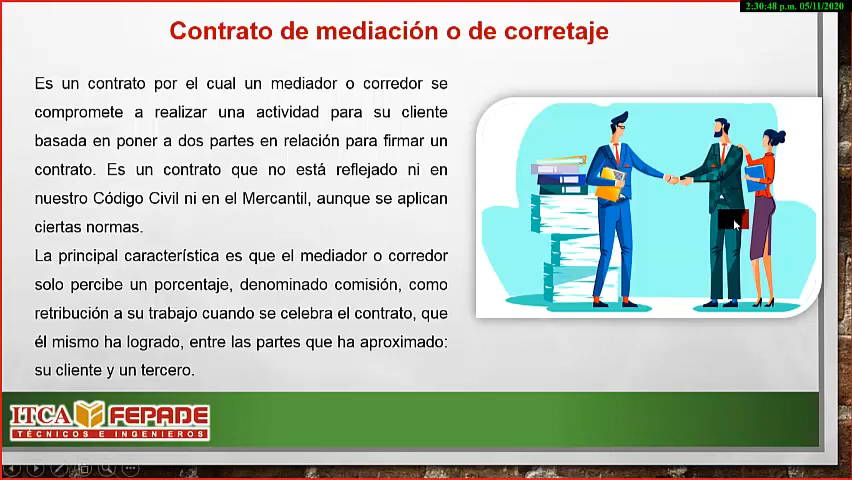 2:30:48 p.m. 05/11/2020
Contrato de mediación o de corretaje
Es un contrato por el cual un mediador o corredor se
compromete a realizar una actividad para su cliente
basada en poner a dos partes en relación para firmar un
contrato. Es un contrato que no está reflejado ni en
nuestro Código Civil ni en el Mercantil, aunque se aplican
ciertas normas.
La principal característica es que el mediador o corredor
solo percibe un porcentaje, denominado comisión, como
retribución a su trabajo cuando se celebra el contrato, que
él mismo ha logrado, entre las partes que ha aproximado:
su cliente y un tercero.
ITCA FEPADE
TÉCNICOS E INGENIEROS